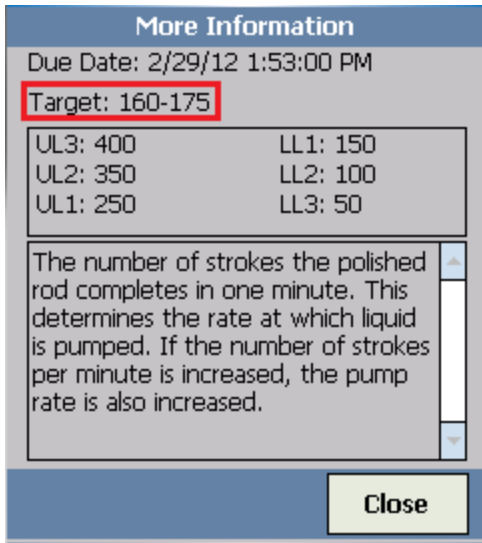 More Information
Due Date: 2/29/12 1:53:00 PM
Target: 160-175
UL3: 400 LL1: 150
UL2: 350 LL2: 100
UL1: 250 LL3: 50
The number of strokes the polished
rod completes in one minute. This
determines the rate at which liquid
is pumped. If the number of strokes
per minute is increased, the pump
rate is also increased.
Close